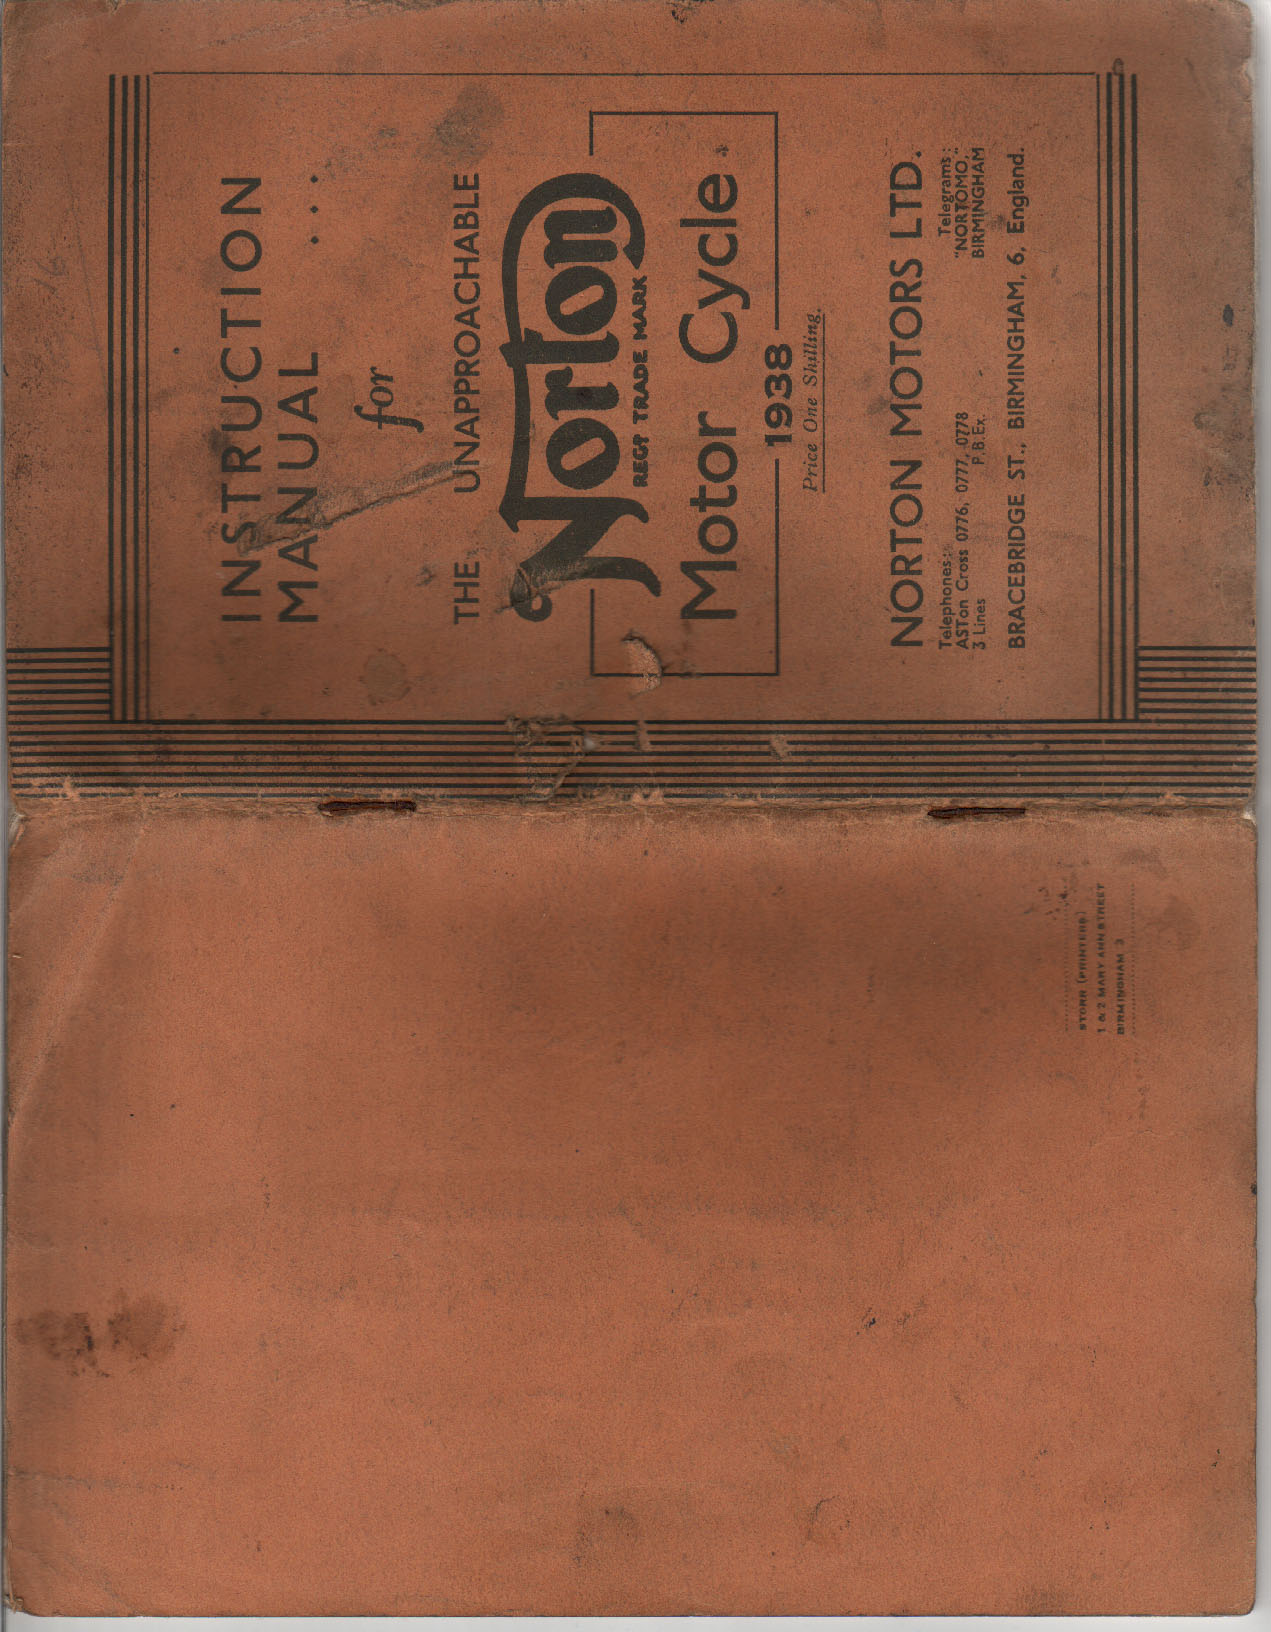 INSTRUCTION
MANUAL ...
for
THE UNAPPROACHABLE
Norton
REGD TRADE MARK
Motor Cycle
1938
Price One Shilling.
NORTON MOTORS LTD.
Telephones:
ASTon Cross 0776, 0777, 0778
3 Lines P.B.Ex.
Telegrams:
"NORTOMO,"
BIRMINGHAM
BRACEBRIDGE ST., BIRMINGHAM, 6, England.
STORR (PRINTERS)
1 & 2 MARY ANN STREET
BIRMINGHAM 3